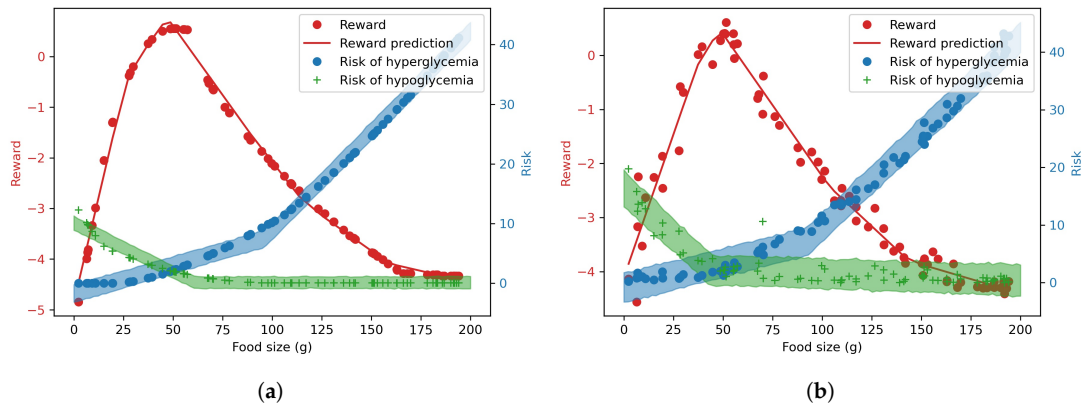 Reward
Reward prediction
Risk of hyperglycemia
Risk of hypoglycemia
0
−1
−2
−3
−4
−5
Reward
40
30
20
10
0
Risk
0 25 50 75 100 125 150 175 200
Food size (g)
(a)
Reward
Reward prediction
Risk of hyperglycemia
Risk of hypoglycemia
0
−1
−2
−3
−4
Reward
40
30
20
10
0
Risk
0 25 50 75 100 125 150 175 200
Food size (g)
(b)